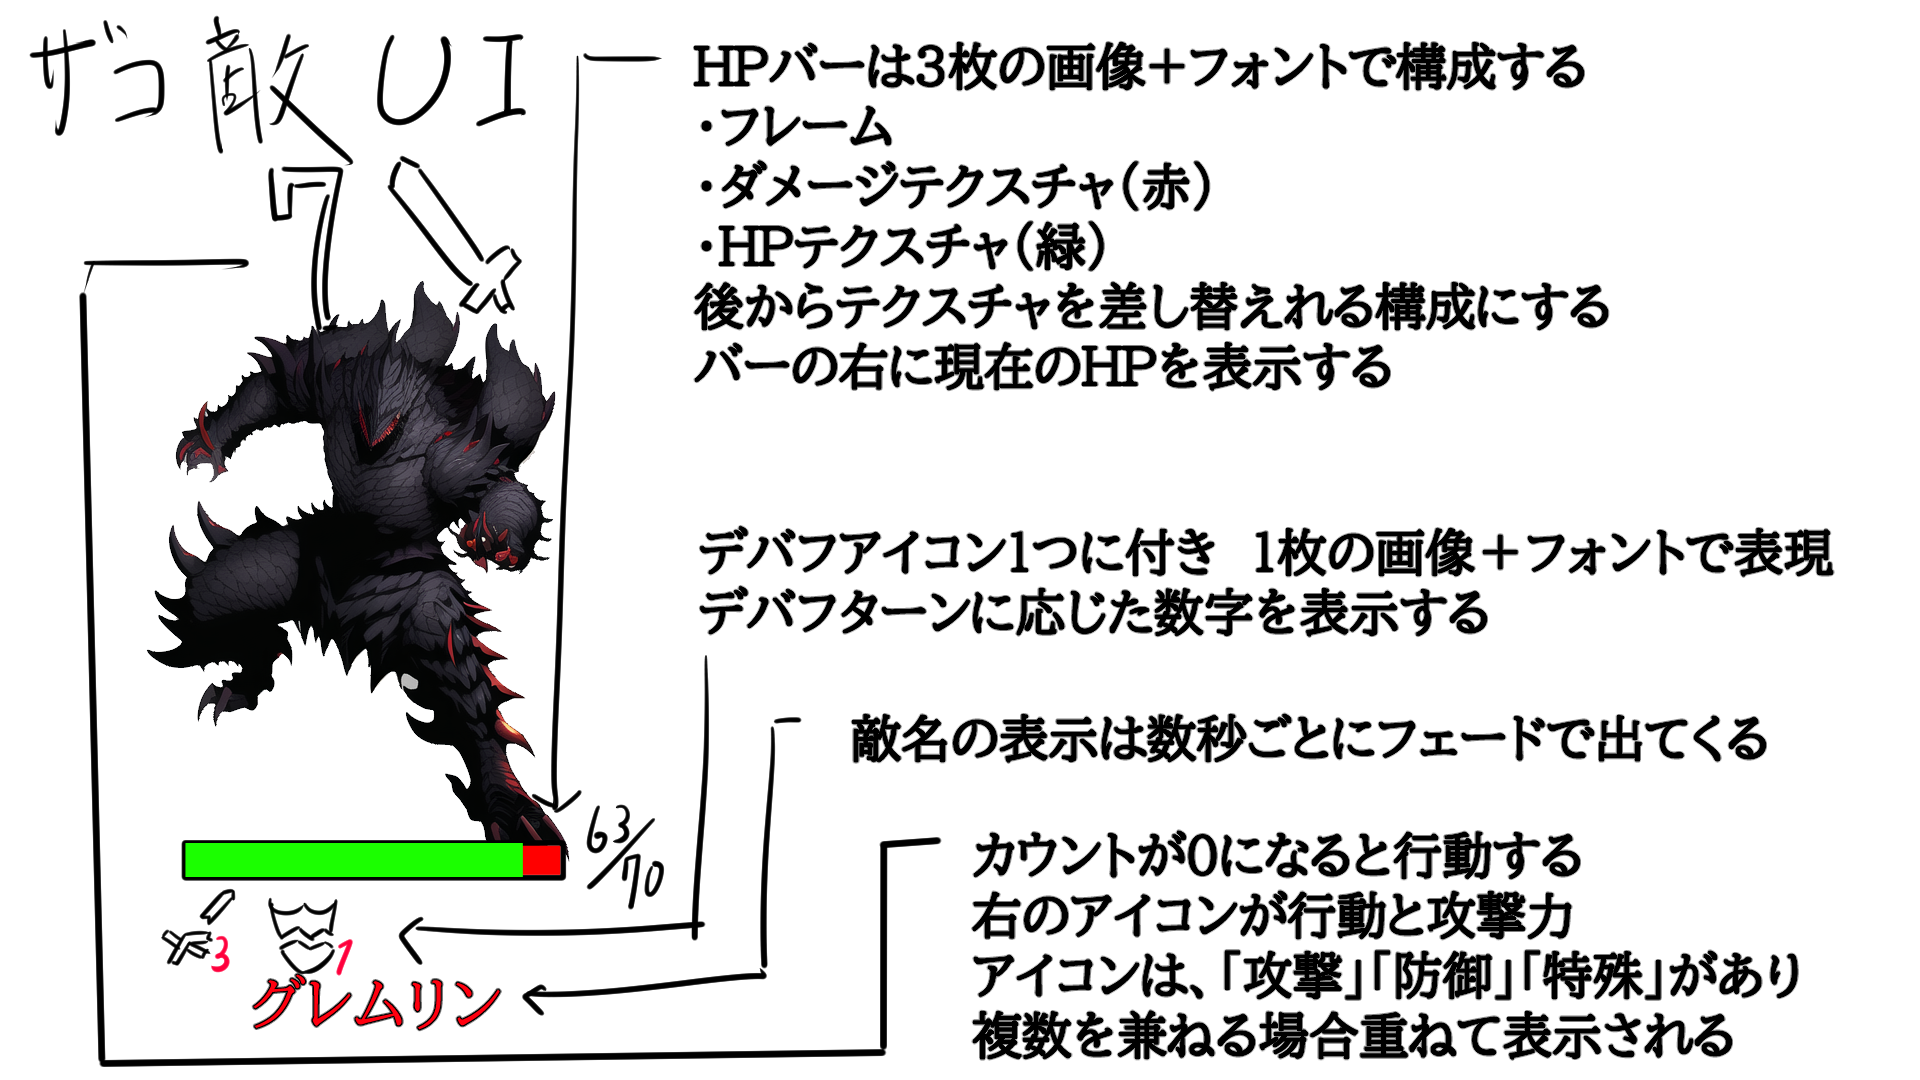 ザコ敵UI
HPバーは3枚の画像+フォントで構成する
・フレーム
・ダメージテクスチャ(赤)
・HPテクスチャ(緑)
後からテクスチャを差し替えれる構成にする
バーの右に現在のHPを表示する
7
デバフアイコン1つに付き　1枚の画像+フォントで表現
デバフターンに応じた数字を表示する
敵名の表示は数秒ごとにフェードで出てくる
カウントが0になると行動する
右のアイコンが行動と攻撃力
アイコンは、「攻撃」「防御」「特殊」があり
複数を兼ねる場合重ねて表示される
63/70
3
1
グレムリン